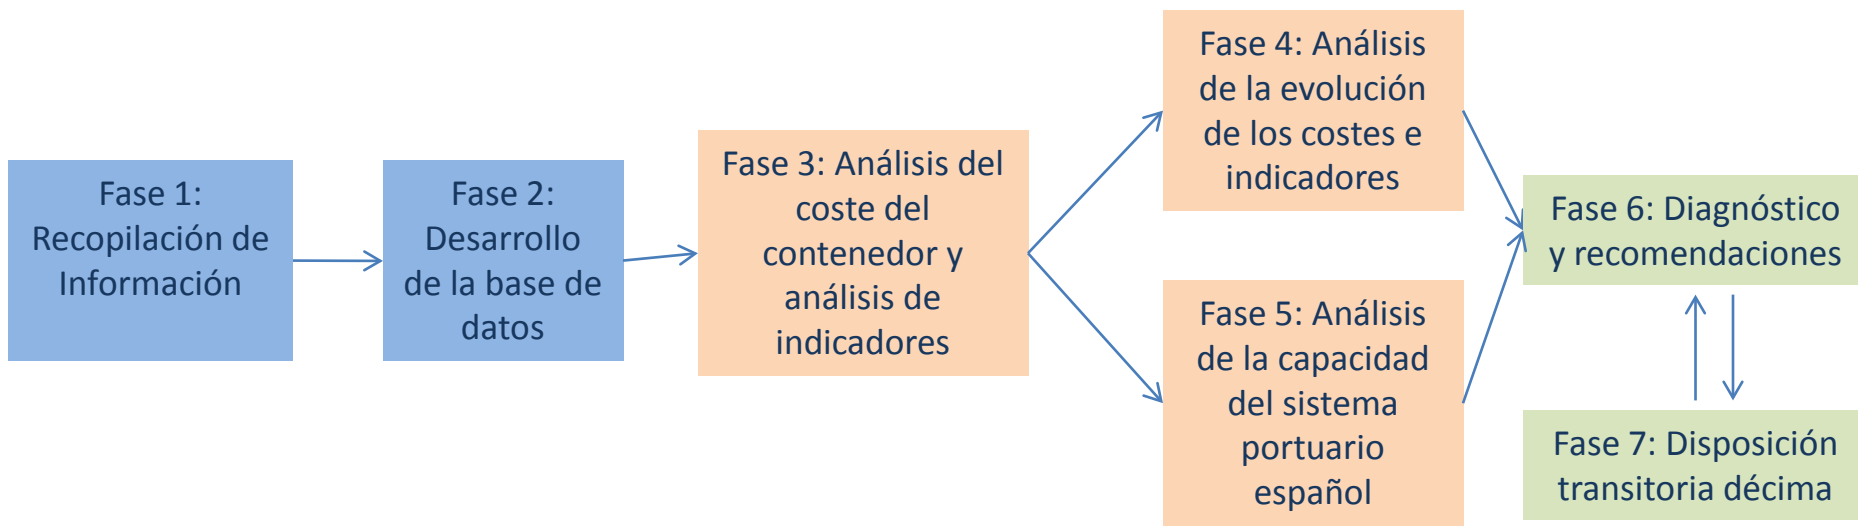 Fase 1:
Recopilación de
Información
Fase 2:
Desarrollo
de la base de
datos
Fase 3: Análisis del
coste del
contenedor y
análisis de
indicadores
Fase 4: Análisis
de la evolución
de los costes e
indicadores
Fase 5: Análisis
de la capacidad
del sistema
portuario
español
Fase 6: Diagnóstico
y recomendaciones
Fase 7: Disposición
transitoria décima